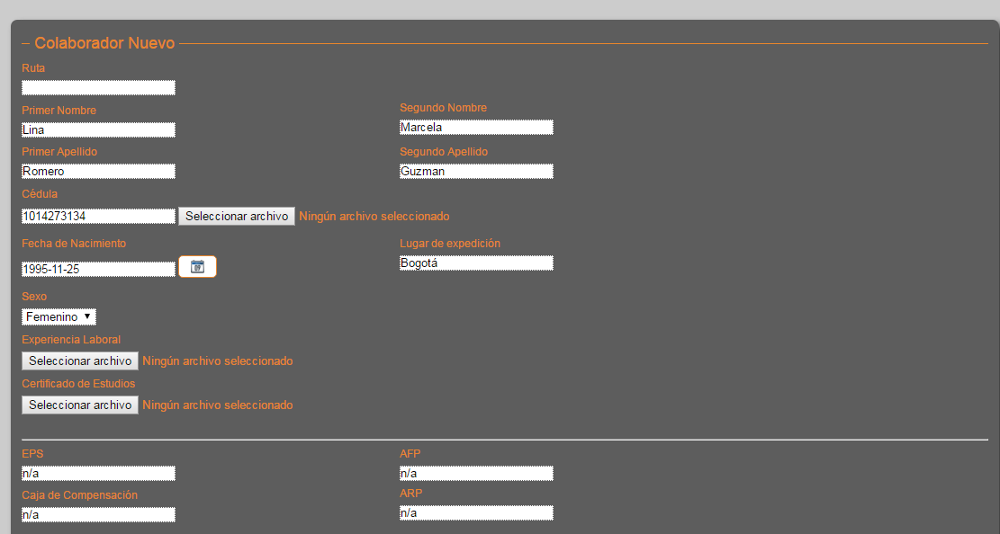 Colaborador Nuevo
Ruta
Primer Nombre Segundo Nombre
Lina Marcela
Primer Apellido Segundo Apellido
Romero Guzman
Cédula
1014273134 Seleccionar archivo Ningún archivo seleccionado
Fecha de Nacimiento Lugar de expedición
1995-11-25 Bogotá
Sexo
Femenino
Experiencia Laboral
Seleccionar archivo Ningún archivo seleccionado
Certificado de Estudios
Seleccionar archivo Ningún archivo seleccionado
EPS AFP
n/a n/a
Caja de Compensación ARP
n/a n/a